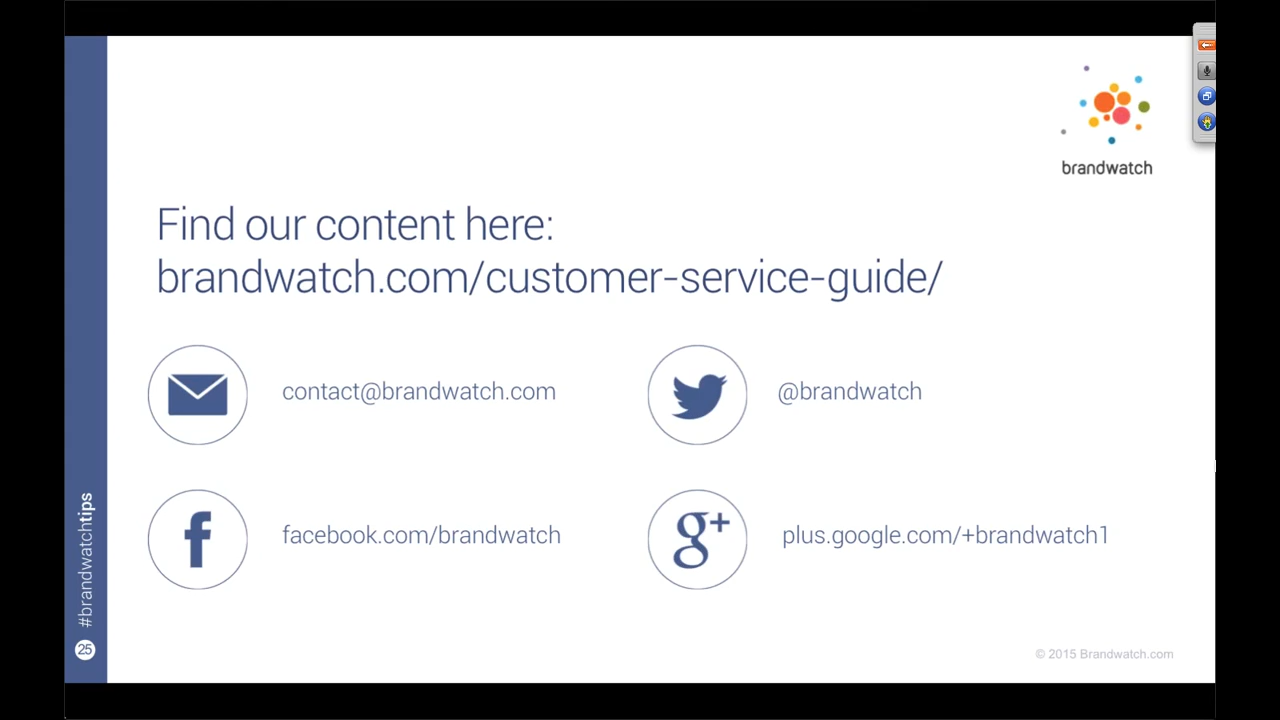 brandwatch
Find our content here:
brandwatch.com/customer-service-guide/
contact@brandwatch.com
@brandwatch
facebook.com/brandwatch
plus.google.com/+brandwatch1
#brandwatchtips
25
© 2015 Brandwatch.com